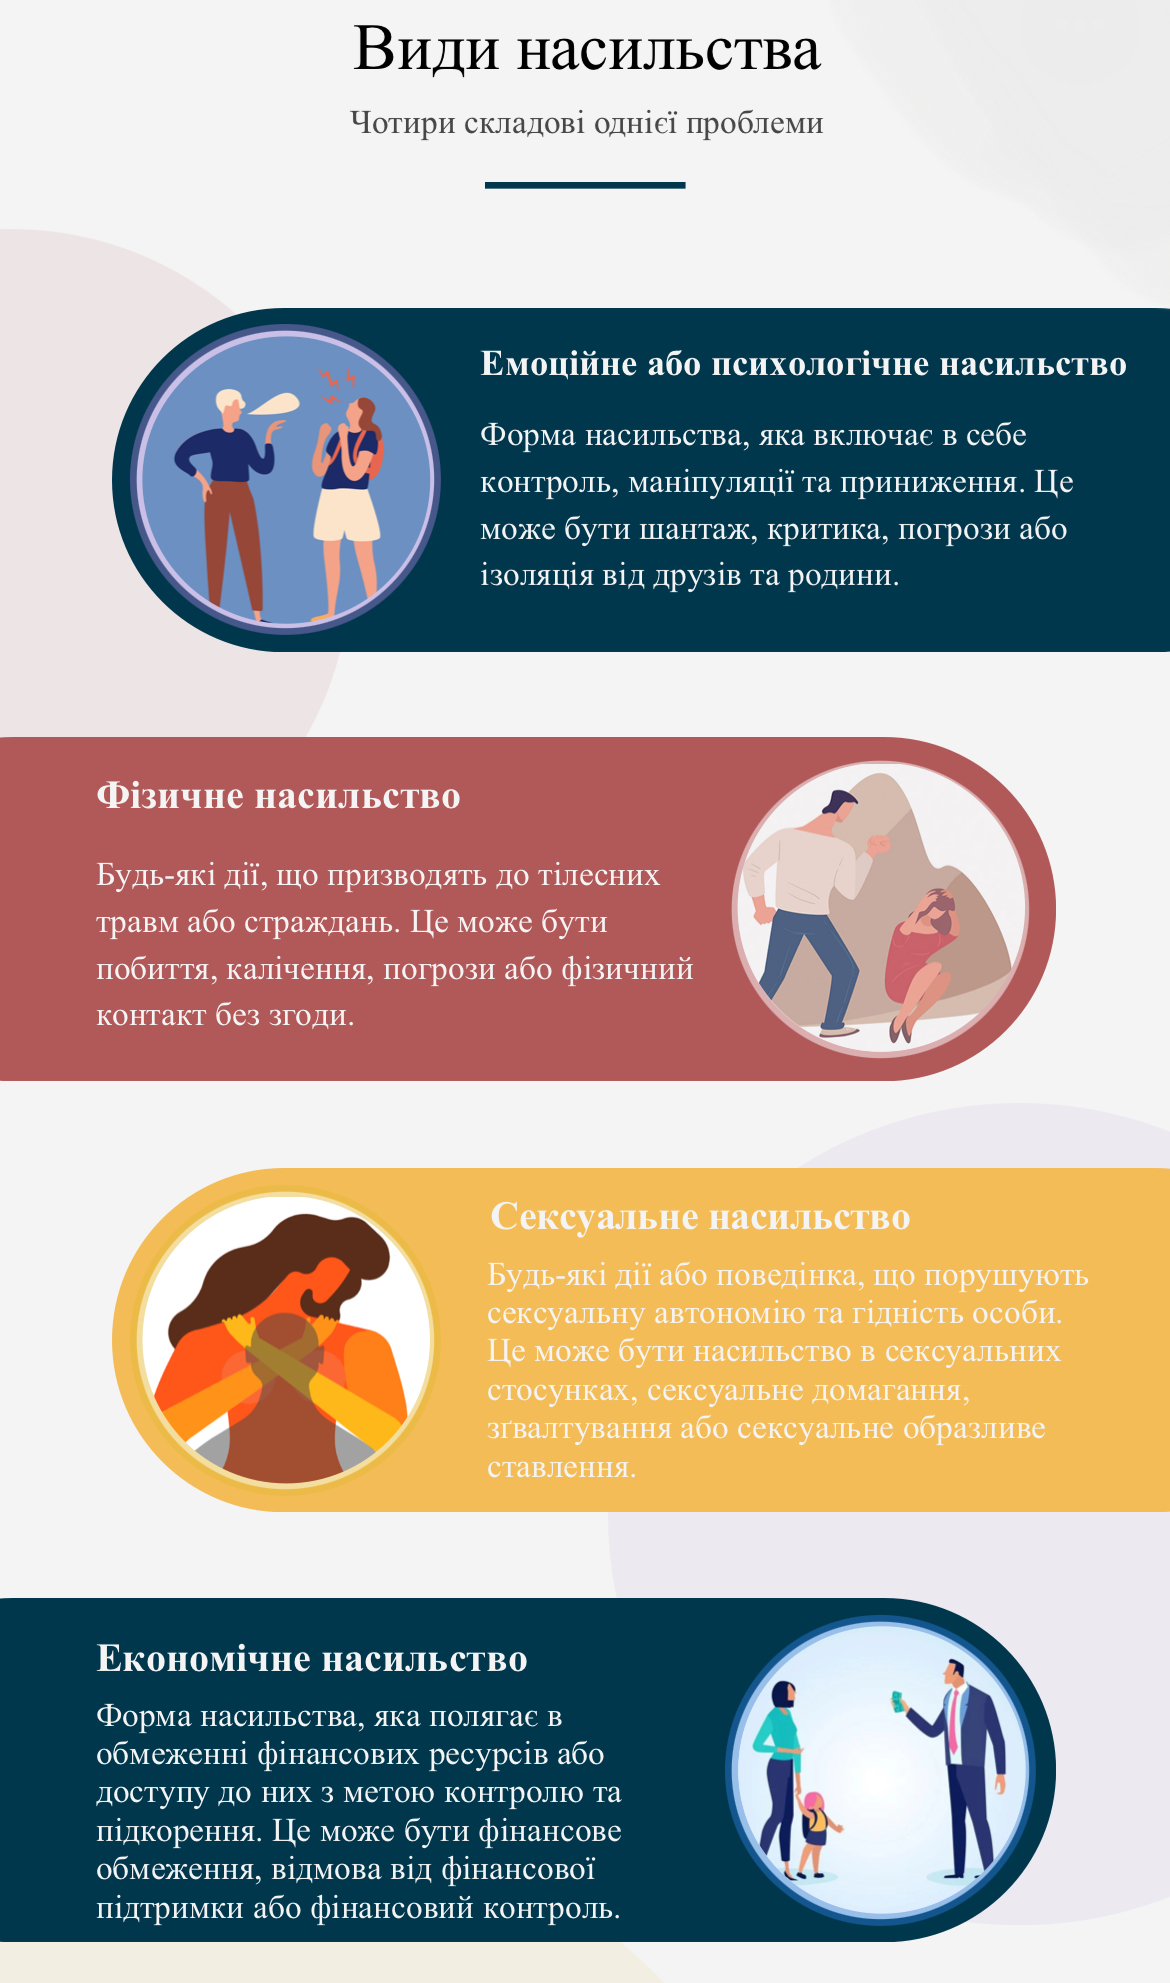 Види насильства
Чотири складові однієї проблеми
Емоційне або психологічне насильство
Форма насильства, яка включає в себе
контроль, маніпуляції та приниження. Це
може бути шантаж, критика, погрози або
ізоляція від друзів та родини.
Фізичне насильство
Будь-які дії, що призводять до тілесних
травм або страждань. Це може бути
побиття, калічення, погрози або фізичний
контакт без згоди.
Сексуальне насильство
Будь-які дії або поведінка, що порушують
сексуальну автономію та гідність особи.
Це може бути насильство в сексуальних
стосунках, сексуальне домагання,
зґвалтування або сексуальне образливе
ставлення.
Економічне насильство
Форма насильства, яка полягає в
обмеженні фінансових ресурсів або
доступу до них з метою контролю та
підкорення. Це може бути фінансове
обмеження, відмова від фінансової
підтримки або фінансовий контроль.